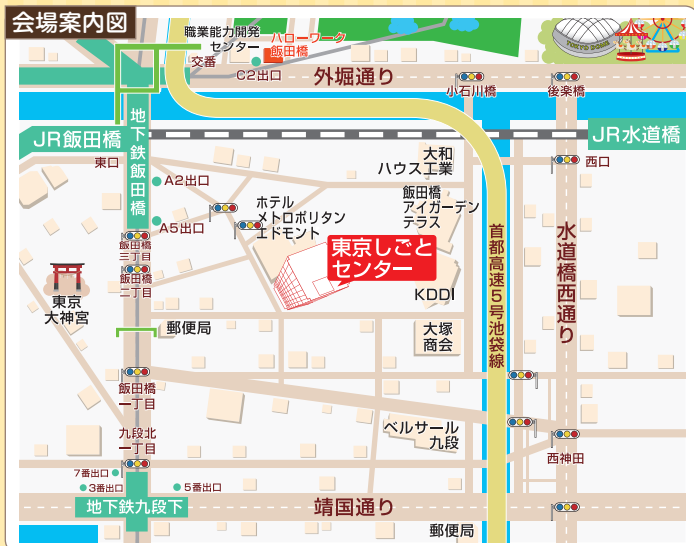 会場案内図
職業能力開発
センター
ハローワーク
飯田橋
交番
C2出口
TOKYO DOME
外堀通り
小石川橋
後楽橋
JR飯田橋
地下鉄飯田橋
JR水道橋
東口
西口
A2出口
A5出口
大和
ハウス工業
飯田橋
アイガーデン
テラス
ホテル
メトロポリタン
エドモント
東京しごと
センター
KDDI
首都高速5号池袋線
水道橋西通り
飯田橋
三丁目
飯田橋
二丁目
東京
大神宮
郵便局
大塚
商会
飯田橋
一丁目
九段北
一丁目
ベルサール
九段
西神田
7番出口
3番出口
5番出口
地下鉄九段下
靖国通り
郵便局